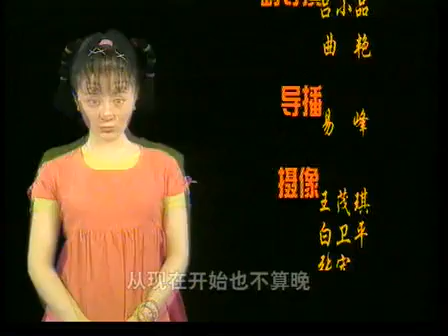 吕小品
曲 艳
导播
易 峰
摄像
王茂琪
白卫平
从现在开始也不算晚